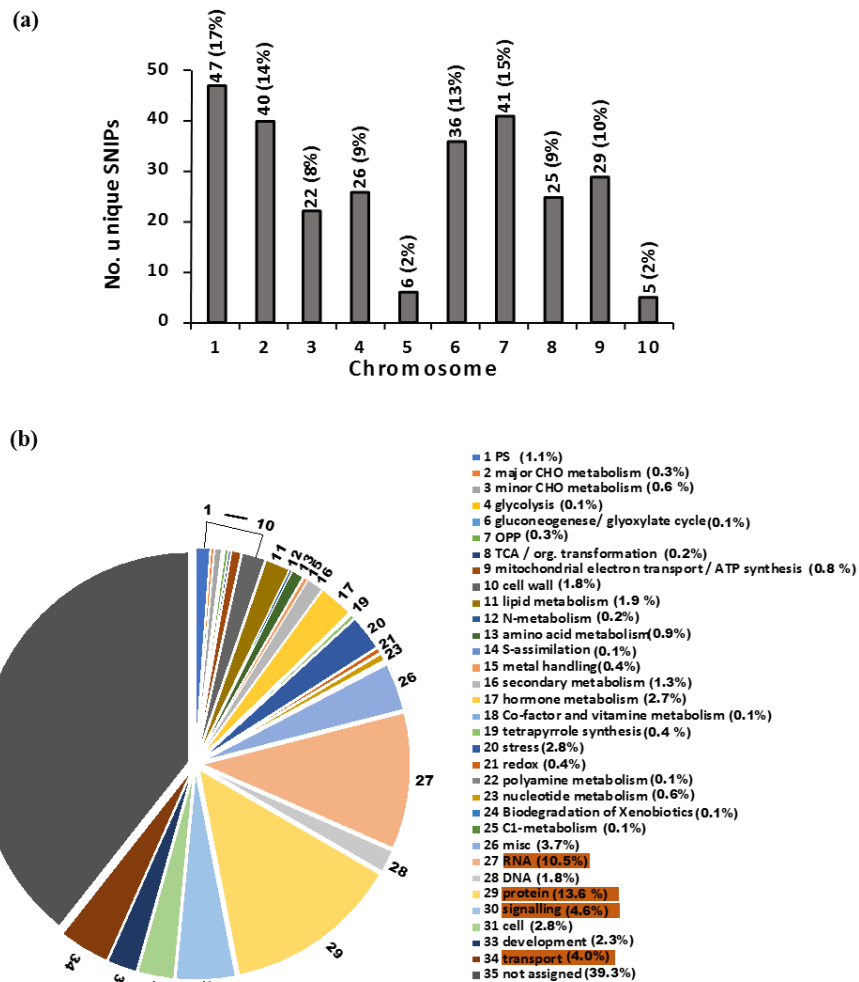 (a)
No. unique SNIPs
50
40
30
20
10
0
47 (17%)
40 (14%)
22 (8%)
26 (9%)
6 (2%)
36 (13%)
41 (15%)
25 (9%)
29 (10%)
5 (2%)
1 2 3 4 5 6 7 8 9 10
Chromosome
(b)
1 — 10
11
12
13
15
16
17
19
20
21
23
26
27
28
29
3
34
1 PS (1.1%)
2 major CHO metabolism (0.3%)
3 minor CHO metabolism (0.6 %)
4 glycolysis (0.1%)
6 gluconeogenese/ glyoxylate cycle(0.1%)
7 OPP (0.3%)
8 TCA / org. transformation (0.2%)
9 mitochondrial electron transport / ATP synthesis (0.8 %)
10 cell wall (1.8%)
11 lipid metabolism (1.9 %)
12 N-metabolism (0.2%)
13 amino acid metabolism(0.9%)
14 S-assimilation (0.1%)
15 metal handling(0.4%)
16 secondary metabolism (1.3%)
17 hormone metabolism (2.7%)
18 Co-factor and vitamine metabolism (0.1%)
19 tetrapyrrole synthesis(0.4 %)
20 stress(2.8%)
21 redox (0.4%)
22 polyamine metabolism(0.1%)
23 nucleotide metabolism (0.6%)
24 Biodegradation of Xenobiotics (0.1%)
25 C1-metabolism (0.1%)
26 misc (3.7%)
27 RNA (10.5%)
28 DNA (1.8%)
29 protein(13.6 %)
30 signalling (4.6%)
31 cell (2.8%)
33 development (2.3%)
34 transport (4.0%)
35 not assigned (39.3%)